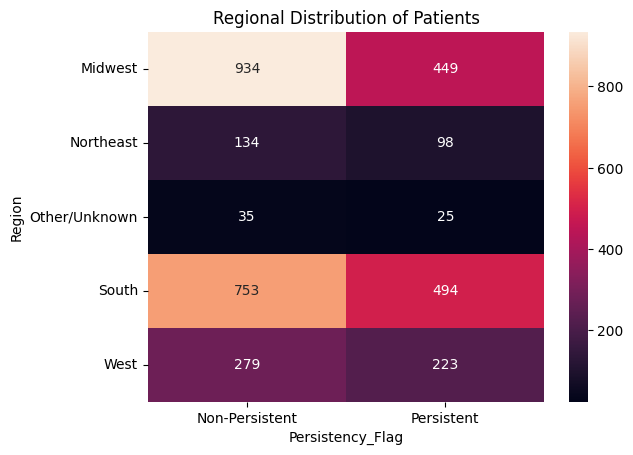 Regional Distribution of Patients
Midwest 934 449
Northeast 134 98
Other/Unknown 35 25
South 753 494
West 279 223
Non-Persistent Persistent
Persistency_Flag
Region
800
600
400
200